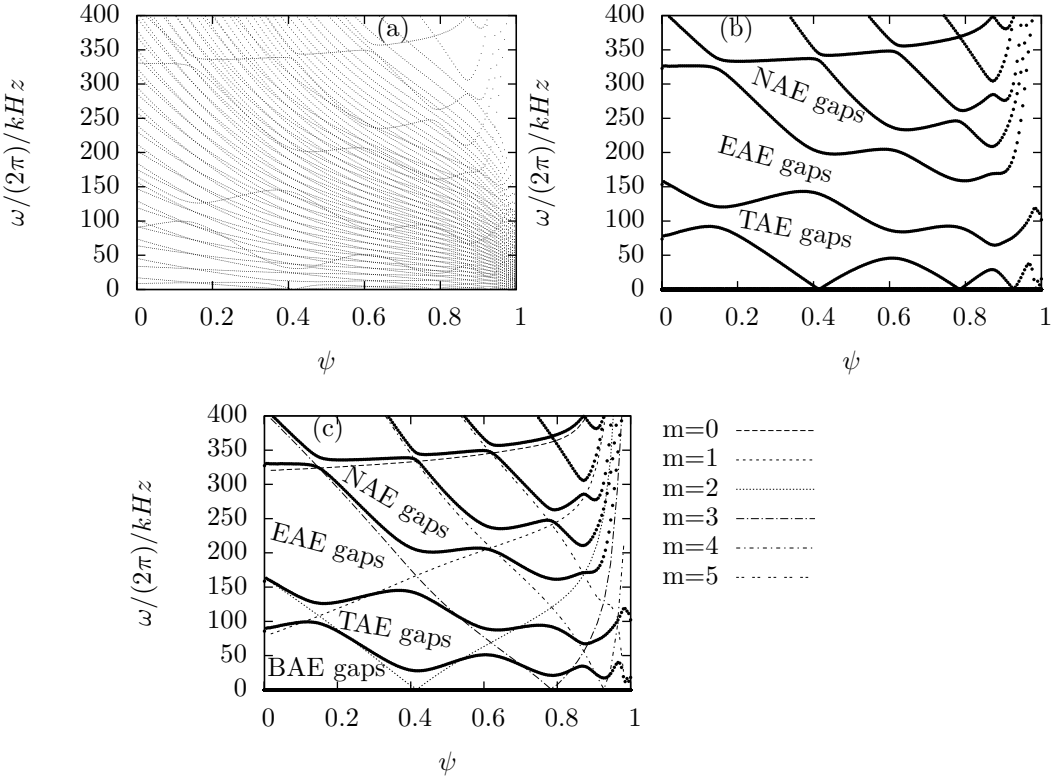 400
350
300
250
200
150
100
50
0
ω/(2π)/kHz
(a)
0 0.2 0.4 0.6 0.8 1
ψ
400
350
300
250
200
150
100
50
0
ω/(2π)/kHz
(b)
NAE gaps
EAE gaps
TAE gaps
0 0.2 0.4 0.6 0.8 1
ψ
400
350
300
250
200
150
100
50
0
ω/(2π)/kHz
(c)
NAE gaps
EAE gaps
TAE gaps
BAE gaps
0 0.2 0.4 0.6 0.8 1
ψ
m=0
m=1
m=2
m=3
m=4
m=5